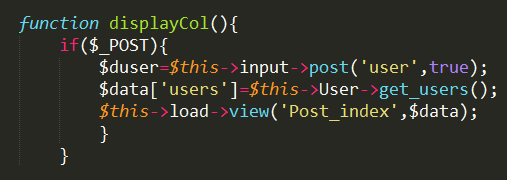 function displayCol(){
if($_POST){
$duser=$this->input->post('user',true);
$data['users']=$this->User->get_users();
$this->load->view('Post_index',$data);
}
}